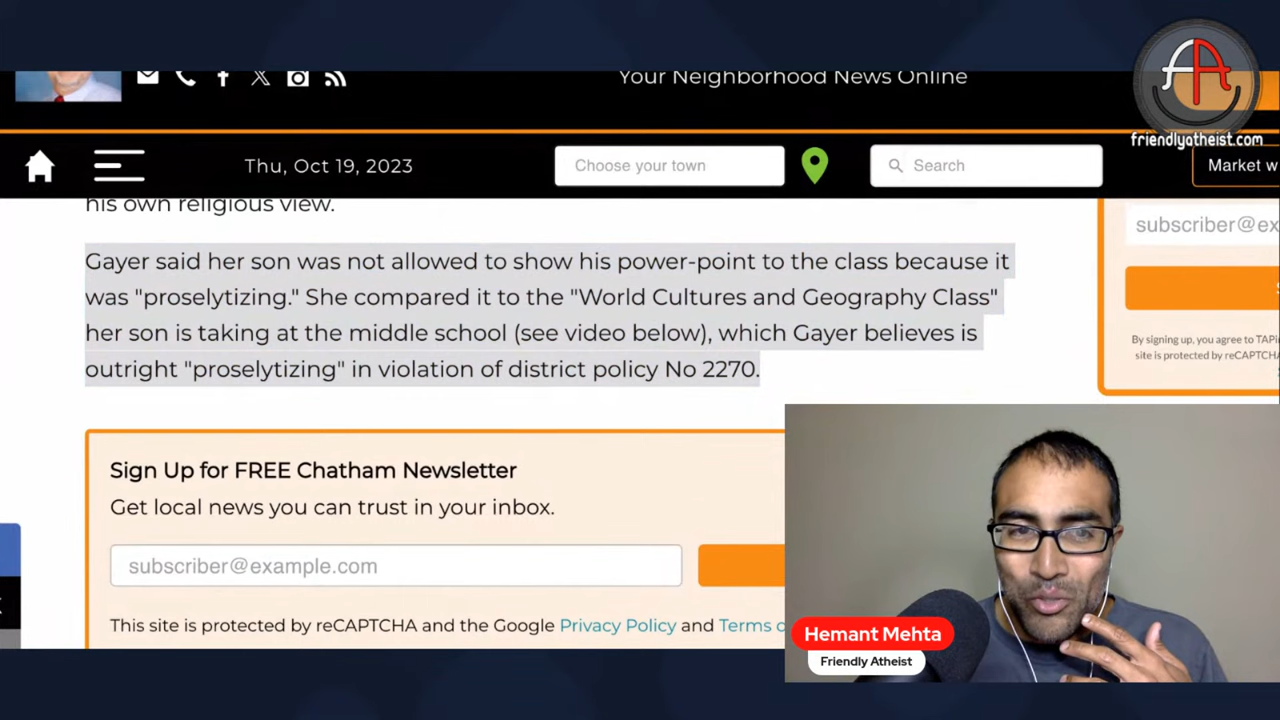 Your Neighborhood News Online
friendlyatheist.com
Thu, Oct 19, 2023
Choose your town
Search
Market w
his own religious view.
subscriber@ex
Gayer said her son was not allowed to show his power-point to the class because it
was "proselytizing." She compared it to the "World Cultures and Geography Class"
her son is taking at the middle school (see video below), which Gayer believes is
outright "proselytizing" in violation of district policy No 2270.
By signing up, you agree to TAPin
site is protected by reCAPTCHA
Sign Up for FREE Chatham Newsletter
Get local news you can trust in your inbox.
subscriber@example.com
This site is protected by reCAPTCHA and the Google Privacy Policy and Terms o
Hemant Mehta
Friendly Atheist